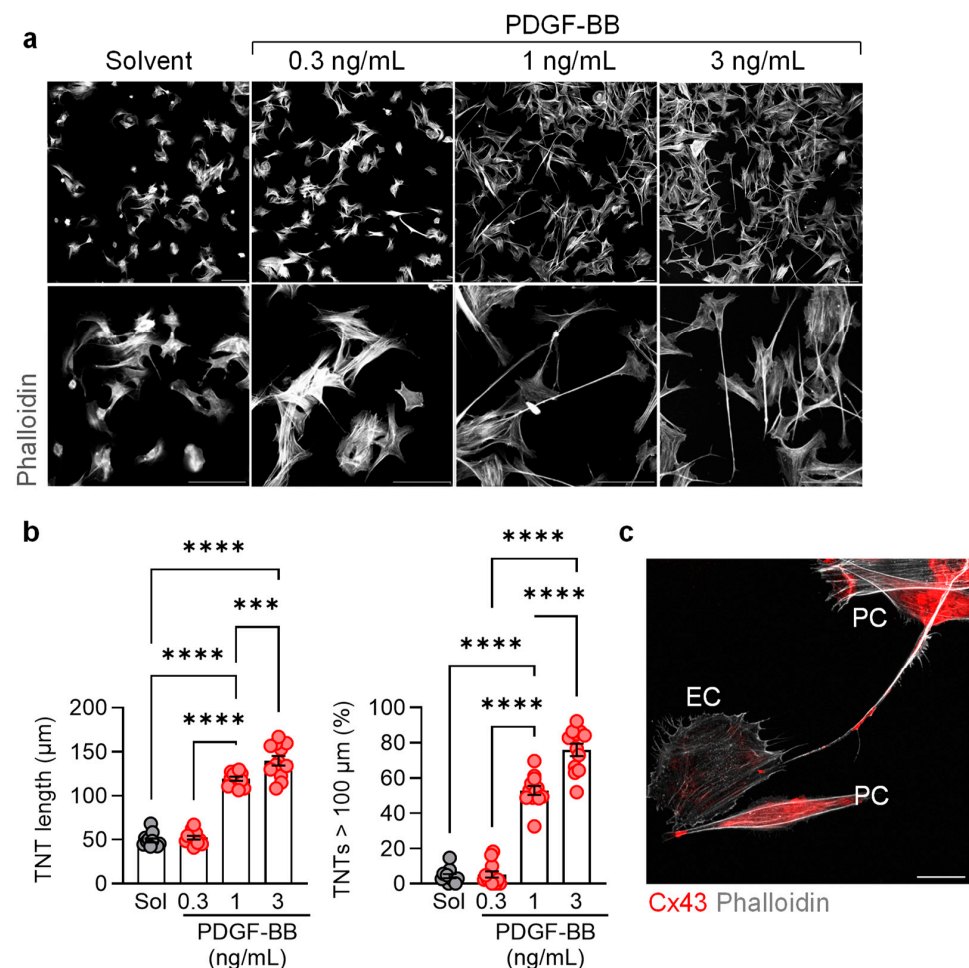 a
PDGF-BB
Solvent 0.3 ng/mL 1 ng/mL 3 ng/mL
Phalloidin
b
****
****
***
****
****
TNT length (µm)
200
150
100
50
0
Sol 0.3 1 3
PDGF-BB
(ng/mL)
****
****
****
****
TNTs > 100 µm (%)
100
80
60
40
20
0
Sol 0.3 1 3
PDGF-BB
(ng/mL)
c
PC
EC
PC
Cx43 Phalloidin